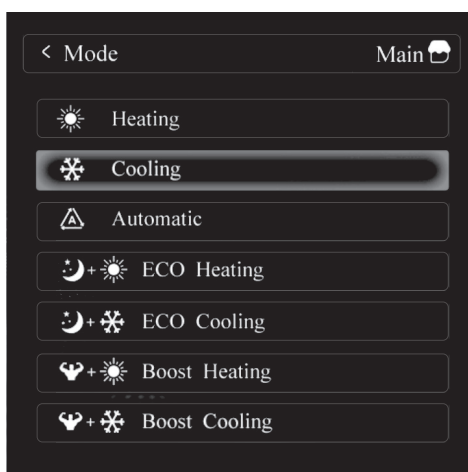 < Mode Main
Heating
Cooling
A Automatic
+ ECO Heating
+ ECO Cooling
+ Boost Heating
+ Boost Cooling